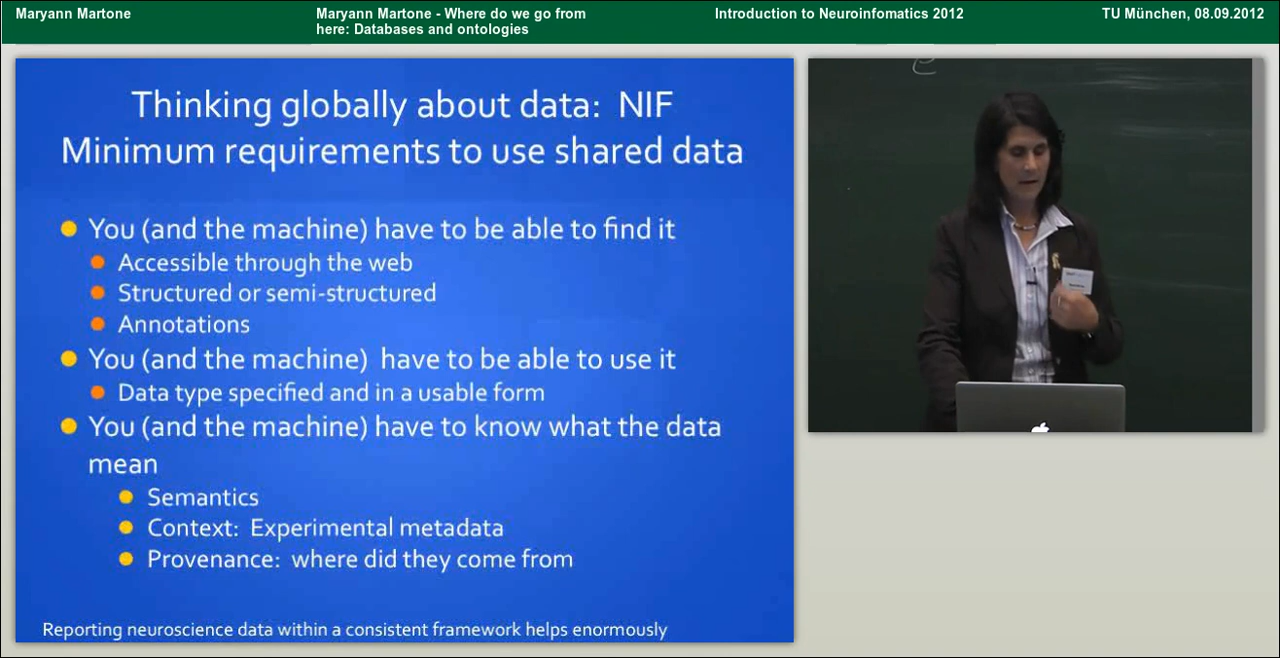 Maryann Martone
Maryann Martone - Where do we go from
here: Databases and ontologies
Introduction to Neuroinfomatics 2012
TU München, 08.09.2012
Thinking globally about data: NIF
Minimum requirements to use shared data
You (and the machine) have to be able to find it
Accessible through the web
Structured or semi-structured
Annotations
You (and the machine) have to be able to use it
Data type specified and in a usable form
You (and the machine) have to know what the data
mean
Semantics
Context: Experimental metadata
Provenance: where did they come from
Reporting neuroscience data within a consistent framework helps enormously